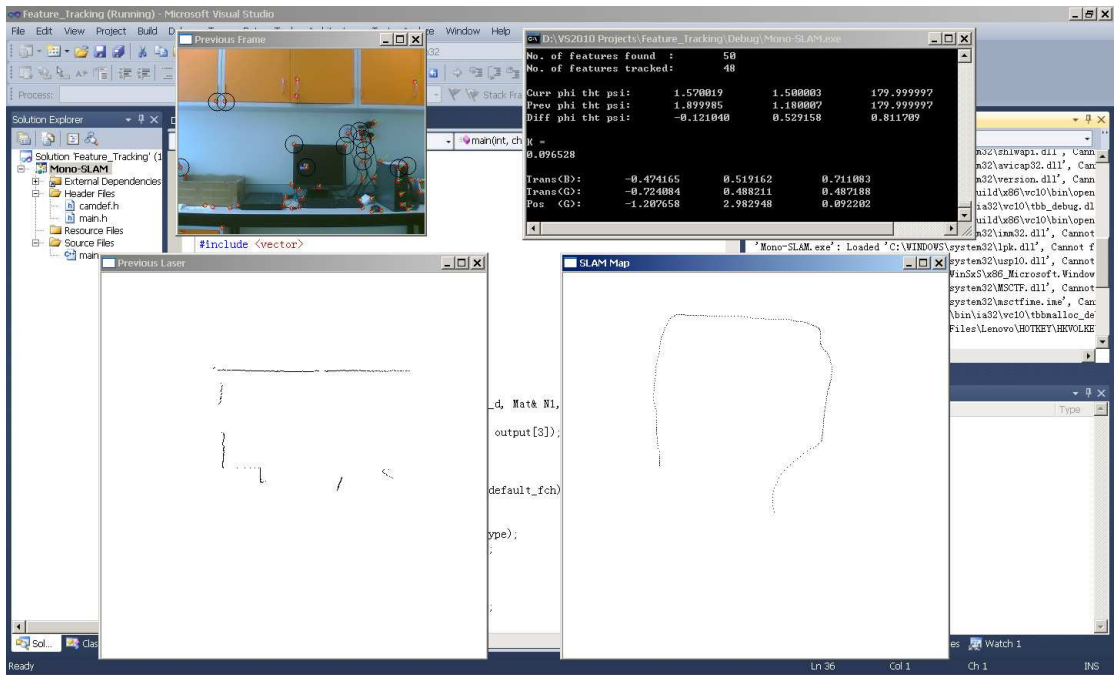 Feature_Tracking (Running) - Microsoft Visual Studio
File Edit View Project Build
Window Help
Previous Frame
D:\VS2010 Projects\Feature_Tracking\Debug\Mono-SLAM.exe
No. of features found : 50
No. of features tracked: 48
Curr phi tht psi: 1.570019 1.500003 179.999997
Prev phi tht psi: 1.899985 1.180007 179.999997
Diff phi tht psi: -0.121040 0.529158 0.811709
K =
0.096528
Trans(B): -0.474165 0.519162 0.711083
Trans(G): -0.724084 0.488211 0.487188
Pos (G): -1.207658 2.982948 0.092202
Process:
Stack Fra
Solution Explorer
main(int, ch
Solution 'Feature_Tracking' (1
Mono-SLAM
External Dependencies
Header Files
camdef.h
main.h
Resource Files
Source Files
main
#include <vector>
m32\shlwapi.dll', Cann
m32\avicap32.dll', Can
m32\version.dll', Cann
uild\x86\vc10\bin\open
ia32\vc10\tbb_debug.dl
uild\x86\vc10\bin\open
m32\imm32.dll', Cannot
'Mono-SLAM.exe': Loaded 'C:\WINDOWS\system32\lpk.dll', Cannot f
system32\usp10.dll', Cannot
WinSxS\x86_Microsoft.Window
system32\MSCTF.dll', Cannot
system32\msctfime.ime', Can
\bin\ia32\vc10\tbbmalloc_de
Files\Lenovo\HOTKEY\HKVOLKE
Previous Laser
SLAM Map
_d, Mat& N1,
output[3]);
default_fch)
ype);
;
;
Type
Sol...
Clas
es
Watch 1
Ready
Ln 36 Col 1 Ch 1 INS